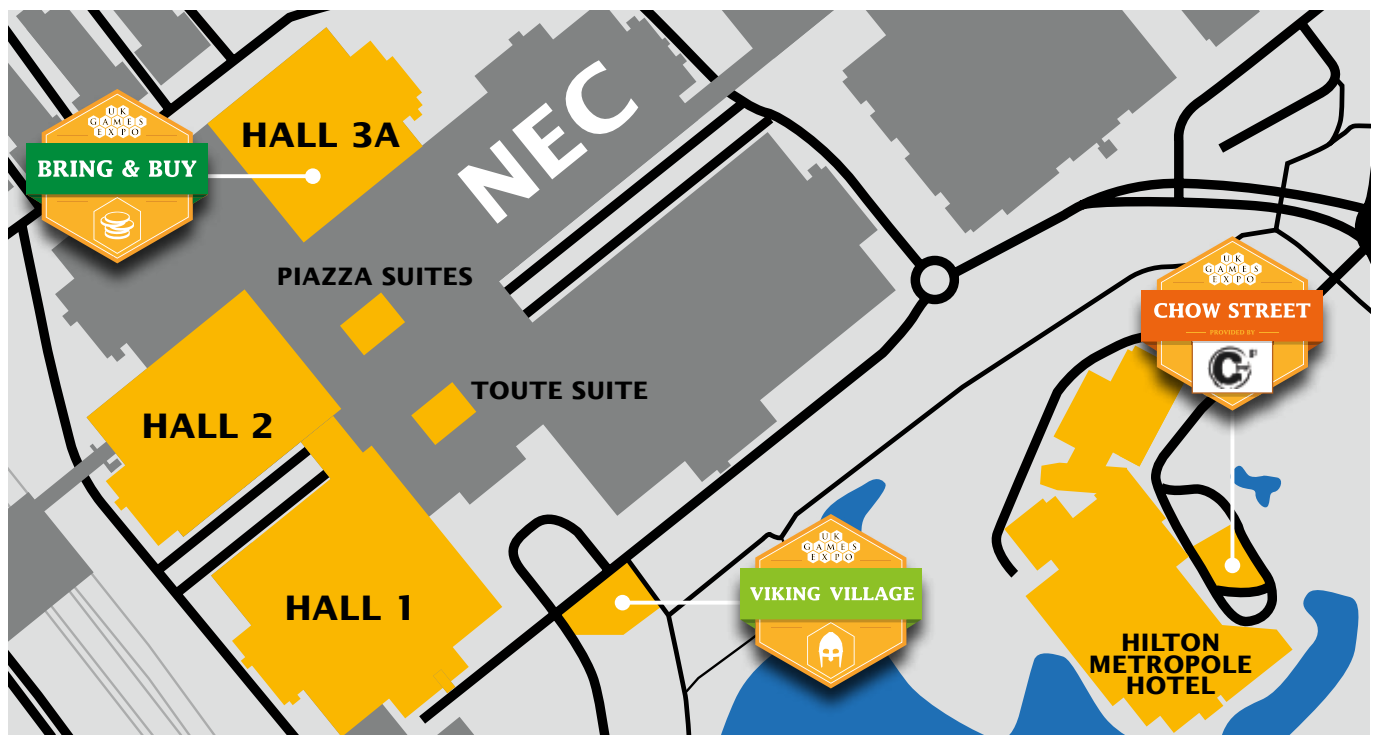 NEC
HALL 3A
UK
GAMES
EXPO
BRING & BUY
PIAZZA SUITES
TOUTE SUITE
HALL 2
HALL 1
UK
GAMES
EXPO
CHOW STREET
PROVIDED BY
UK
GAMES
EXPO
VIKING VILLAGE
HILTON
METROPOLE
HOTEL